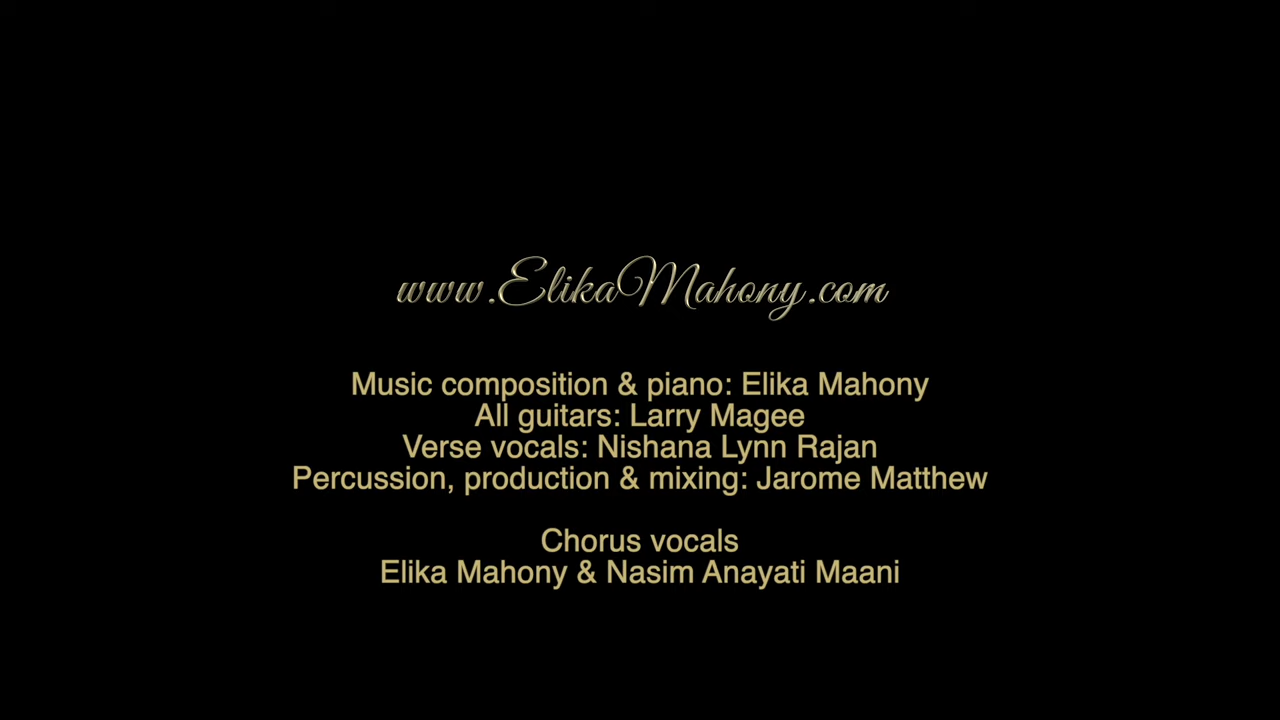 www.ElikaMahony.com
Music composition & piano: Elika Mahony
All guitars: Larry Magee
Verse vocals: Nishana Lynn Rajan
Percussion, production & mixing: Jarome Matthew
Chorus vocals
Elika Mahony & Nasim Anayati Maani